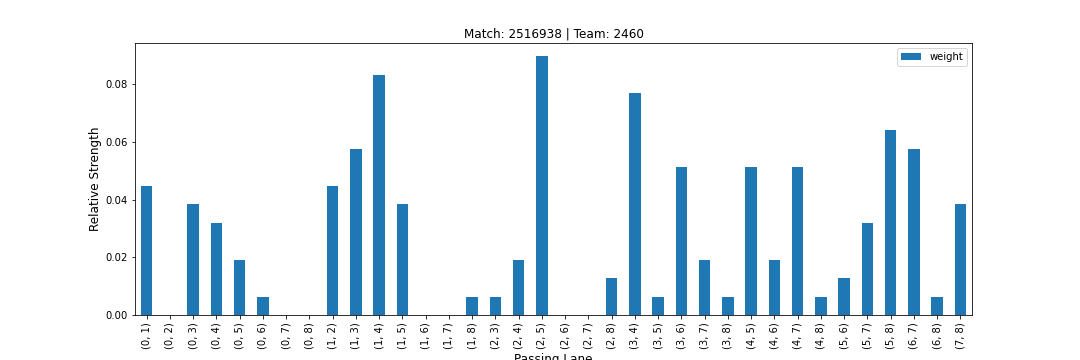 Match: 2516938 | Team: 2460
weight
Relative Strength
0.08
0.06
0.04
0.02
0.00
(0, 1) (0, 2) (0, 3) (0, 4) (0, 5) (0, 6) (0, 7) (0, 8) (1, 2) (1, 3) (1, 4) (1, 5) (1, 6) (1, 7) (1, 8) (2, 3) (2, 4) (2, 5) (2, 6) (2, 7) (2, 8) (3, 4) (3, 5) (3, 6) (3, 7) (3, 8) (4, 5) (4, 6) (4, 7) (4, 8) (5, 6) (5, 7) (5, 8) (6, 7) (6, 8) (7, 8)
Passing Lane